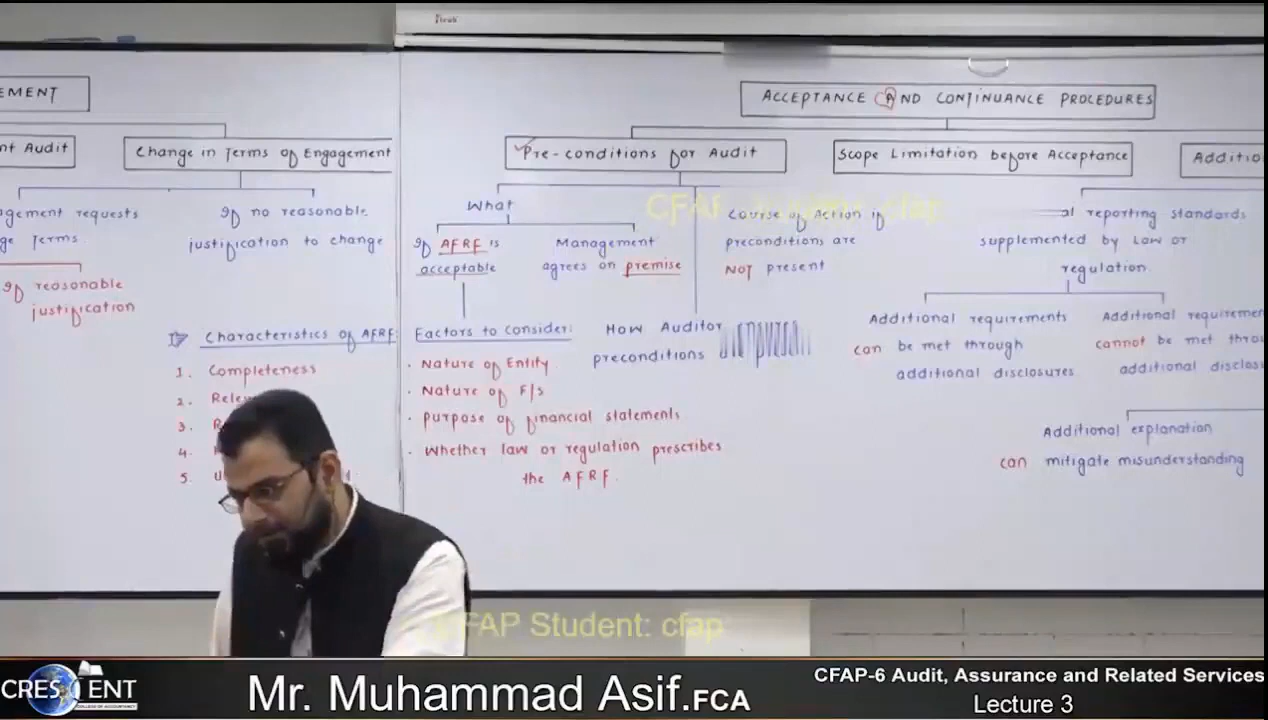 ACCEPTANCE AND CONTINUANCE PROCEDURES
EMENT
nt Audit
Change in Terms of Engagement
Pre-conditions for Audit
Scope Limitation before Acceptance
Additio
agement requests
ge Terms.
If reasonable
justification
If no reasonable
justification to change
What
If AFRF is
acceptable
Management
agrees on premise
Course of Action if
preconditions are
NOT present
al reporting standards
supplemented by Law or
regulation.
Additional requirements
can be met through
additional disclosures
Additional requiremen
cannot be met throu
additional disclos
Additional explanation
can mitigate misunderstanding
Characteristics of AFRF:
1. Completeness
2. Rele
3. R
4.
5. U
Factors to consider:
· Nature of Entity
· Nature of F/s
· Purpose of financial statements
· Whether law or regulation prescribes
the AFRF.
How Auditor
preconditions
CFAP Student: cfap
CRESCENT
COLLEGE OF ACCOUNTANCY
Mr. Muhammad Asif.FCA
CFAP-6 Audit, Assurance and Related Services
Lecture 3